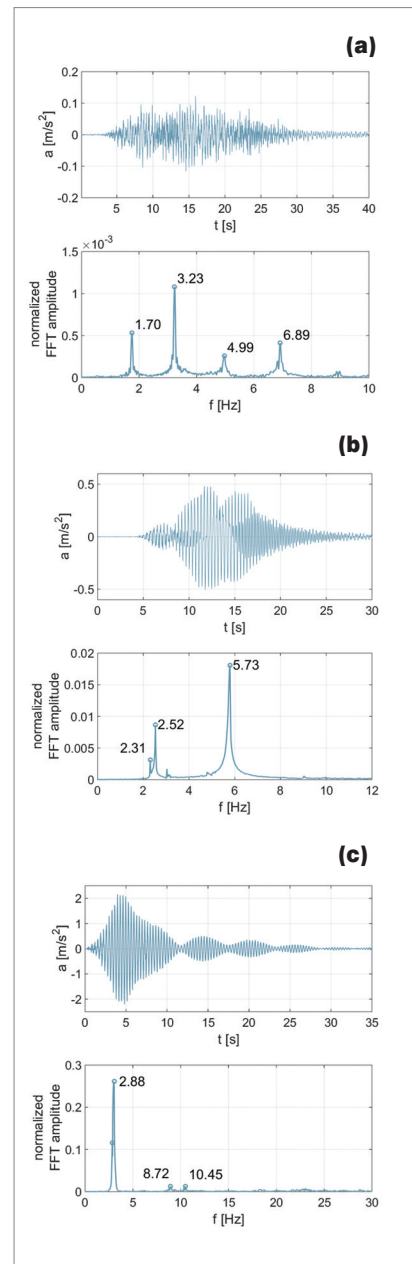 (a)
a [m/s²]
0.2
0.1
0
-0.1
-0.2
5 10 15 20 25 30 35 40
t [s]
×10⁻³
normalized
FFT amplitude
1.5
1
0.5
0
1.70
3.23
4.99
6.89
0 2 4 6 8 10
f [Hz]
(b)
a [m/s²]
0.5
0
-0.5
0 5 10 15 20 25 30
t [s]
normalized
FFT amplitude
0.02
0.015
0.01
0.005
0
2.31
2.52
5.73
0 2 4 6 8 10 12
f [Hz]
(c)
a [m/s²]
2
1
0
-1
-2
0 5 10 15 20 25 30 35
t [s]
normalized
FFT amplitude
0.3
0.2
0.1
0
2.88
8.72
10.45
0 5 10 15 20 25 30
f [Hz]